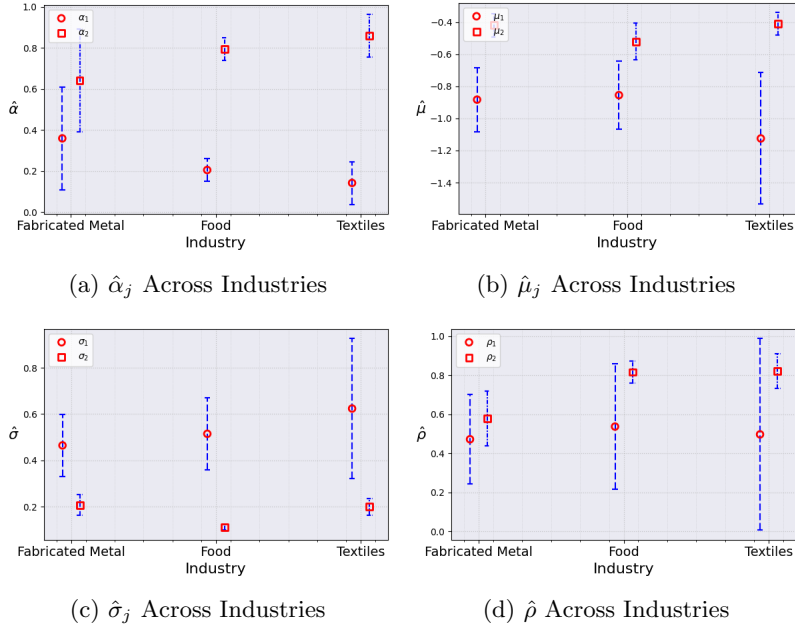 α₁
α₂
1.0
0.8
0.6
0.4
0.2
0.0
α̂
Fabricated Metal
Food
Textiles
Industry
(a) α̂ⱼ Across Industries
μ₁
μ₂
−0.4
−0.6
−0.8
−1.0
−1.2
−1.4
μ̂
Fabricated Metal
Food
Textiles
Industry
(b) μ̂ⱼ Across Industries
σ₁
σ₂
0.8
0.6
0.4
0.2
σ̂
Fabricated Metal
Food
Textiles
Industry
(c) σ̂ⱼ Across Industries
ρ₁
ρ₂
1.0
0.8
0.6
0.4
0.2
0.0
ρ̂
Fabricated Metal
Food
Textiles
Industry
(d) ρ̂ Across Industries